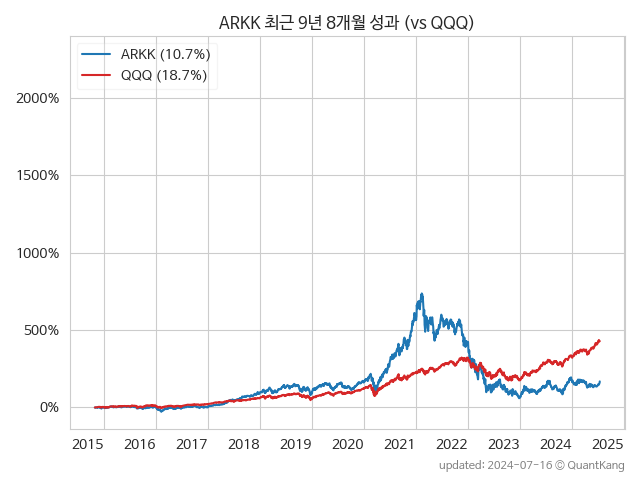 ARKK 최근 9년 8개월 성과 (vs QQQ)
ARKK (10.7%)
QQQ (18.7%)
2000%
1500%
1000%
500%
0%
2015 2016 2017 2018 2019 2020 2021 2022 2023 2024 2025
updated: 2024-07-16 © QuantKang